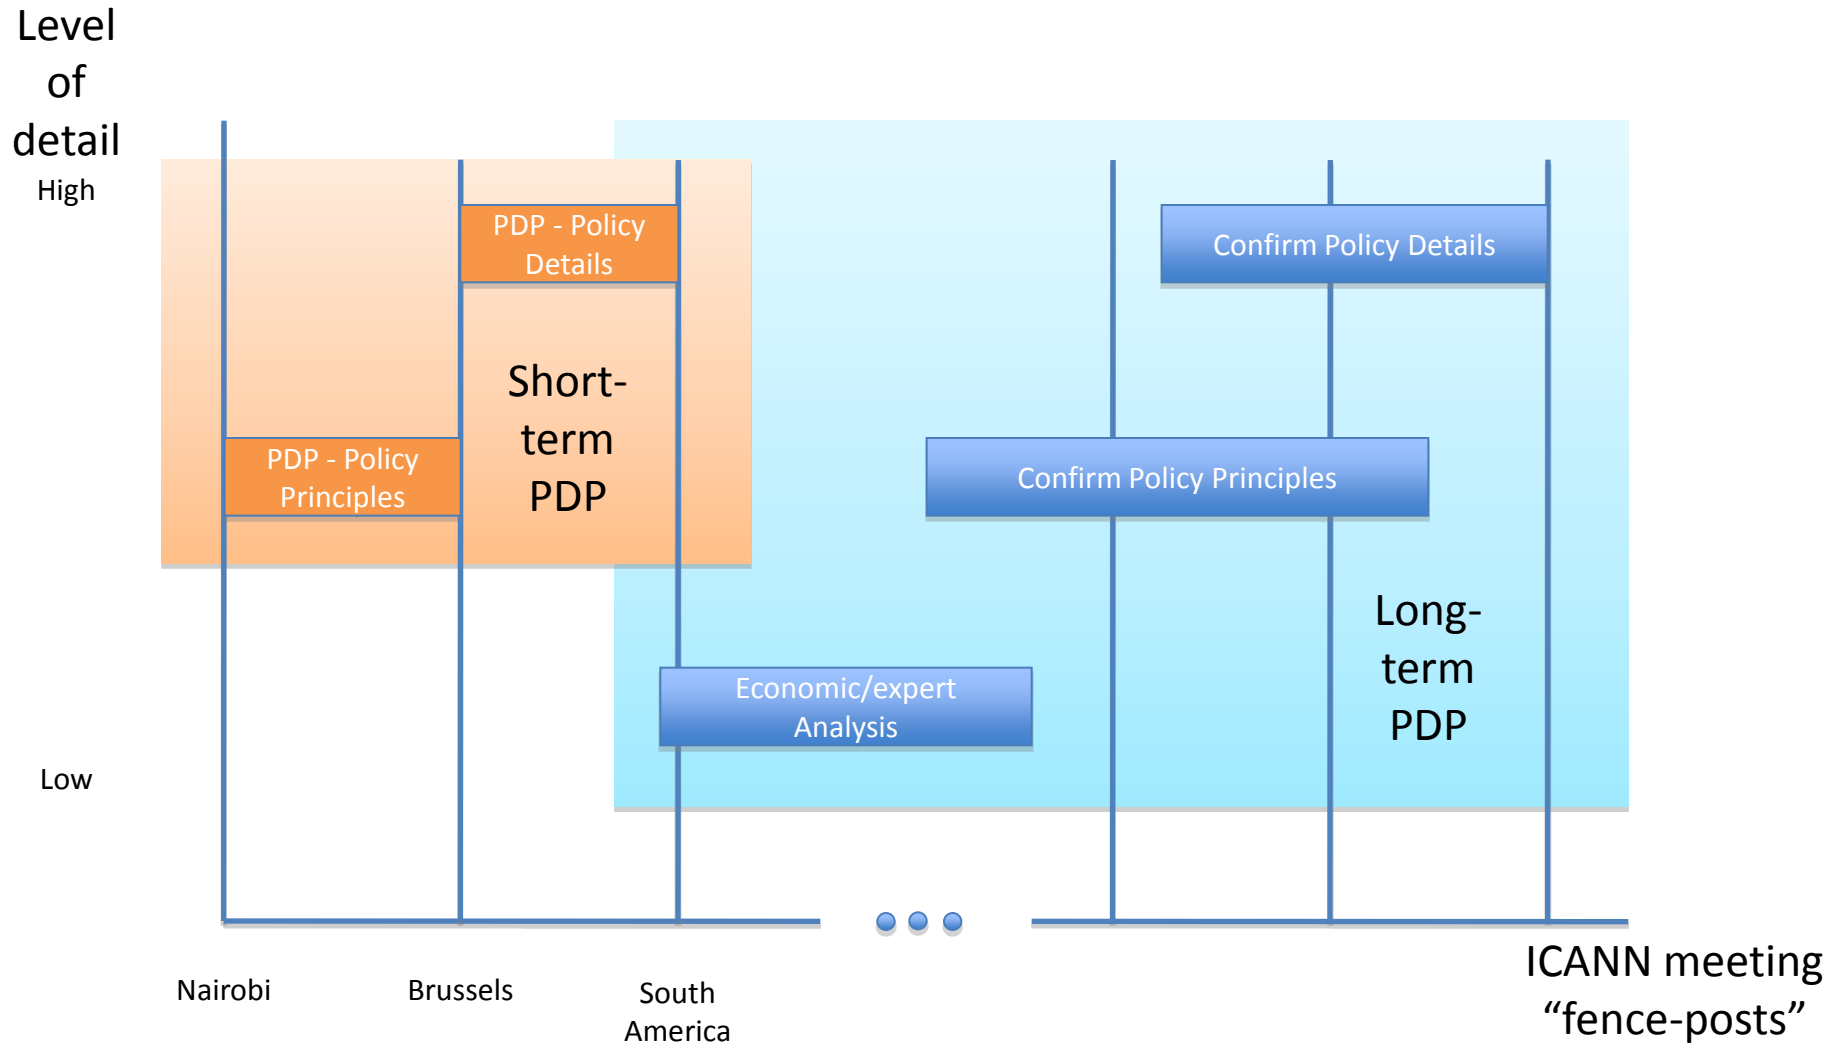 Level
of
detail
High
PDP - Policy
Details
Confirm Policy Details
Short-
term
PDP
PDP - Policy
Principles
Confirm Policy Principles
Long-
term
PDP
Economic/expert
Analysis
Low
Nairobi
Brussels
South
America
ICANN meeting
“fence-posts”